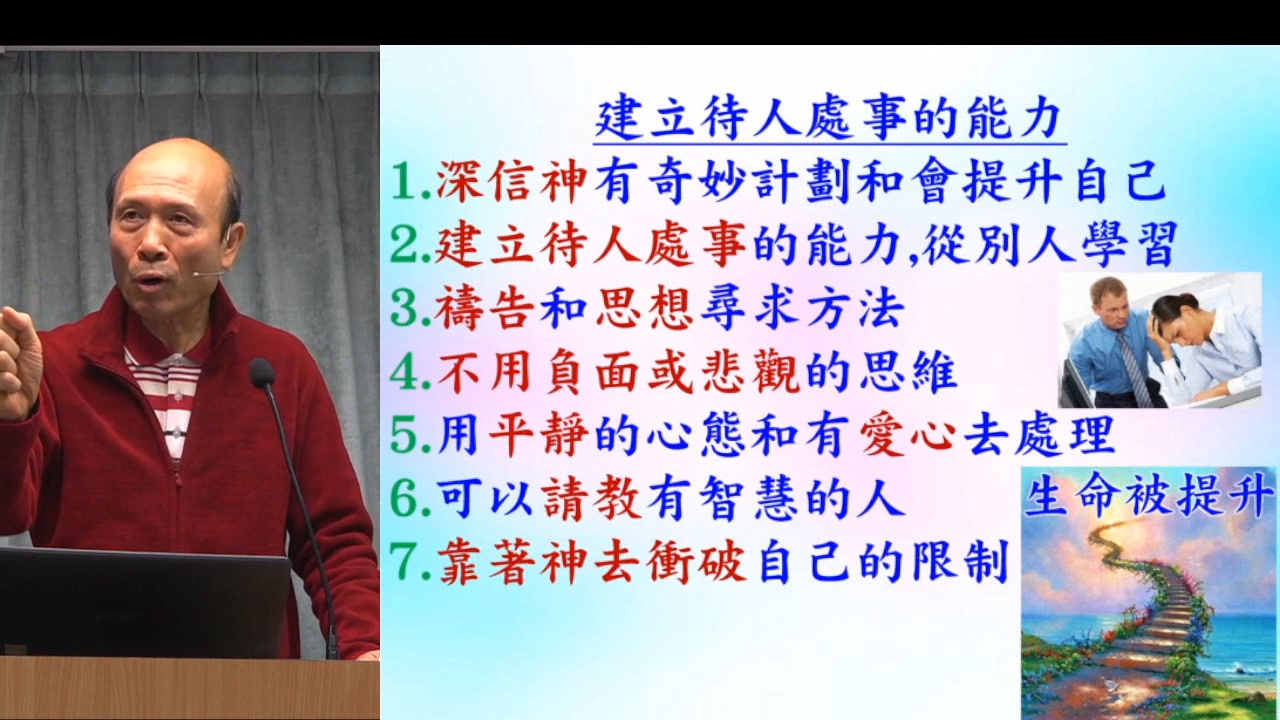 建立待人處事的能力
1.深信神有奇妙計劃和會提升自己
2.建立待人處事的能力,從別人學習
3.禱告和思想尋求方法
4.不用負面或悲觀的思維
5.用平靜的心態和有愛心去處理
6.可以請教有智慧的人
7.靠著神去衝破自己的限制
生命被提升